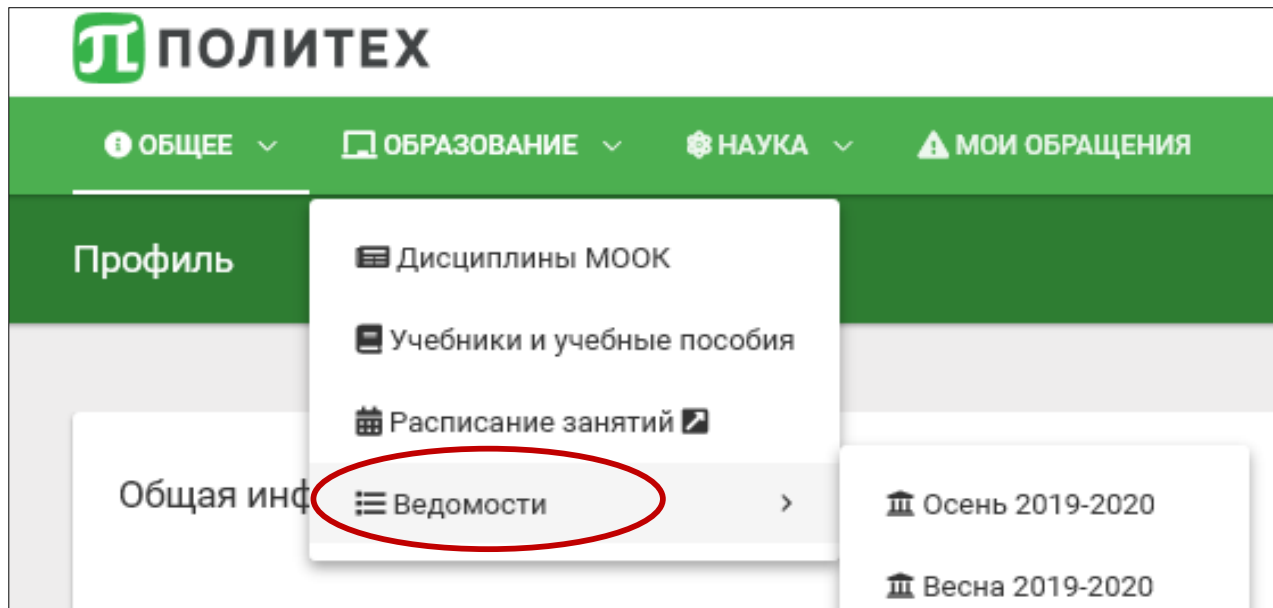 ПОЛИТЕХ
ОБЩЕЕ ОБРАЗОВАНИЕ НАУКА МОИ ОБРАЩЕНИЯ
Профиль
Дисциплины МООК
Учебники и учебные пособия
Расписание занятий
Общая инф
Ведомости
Осень 2019-2020
Весна 2019-2020